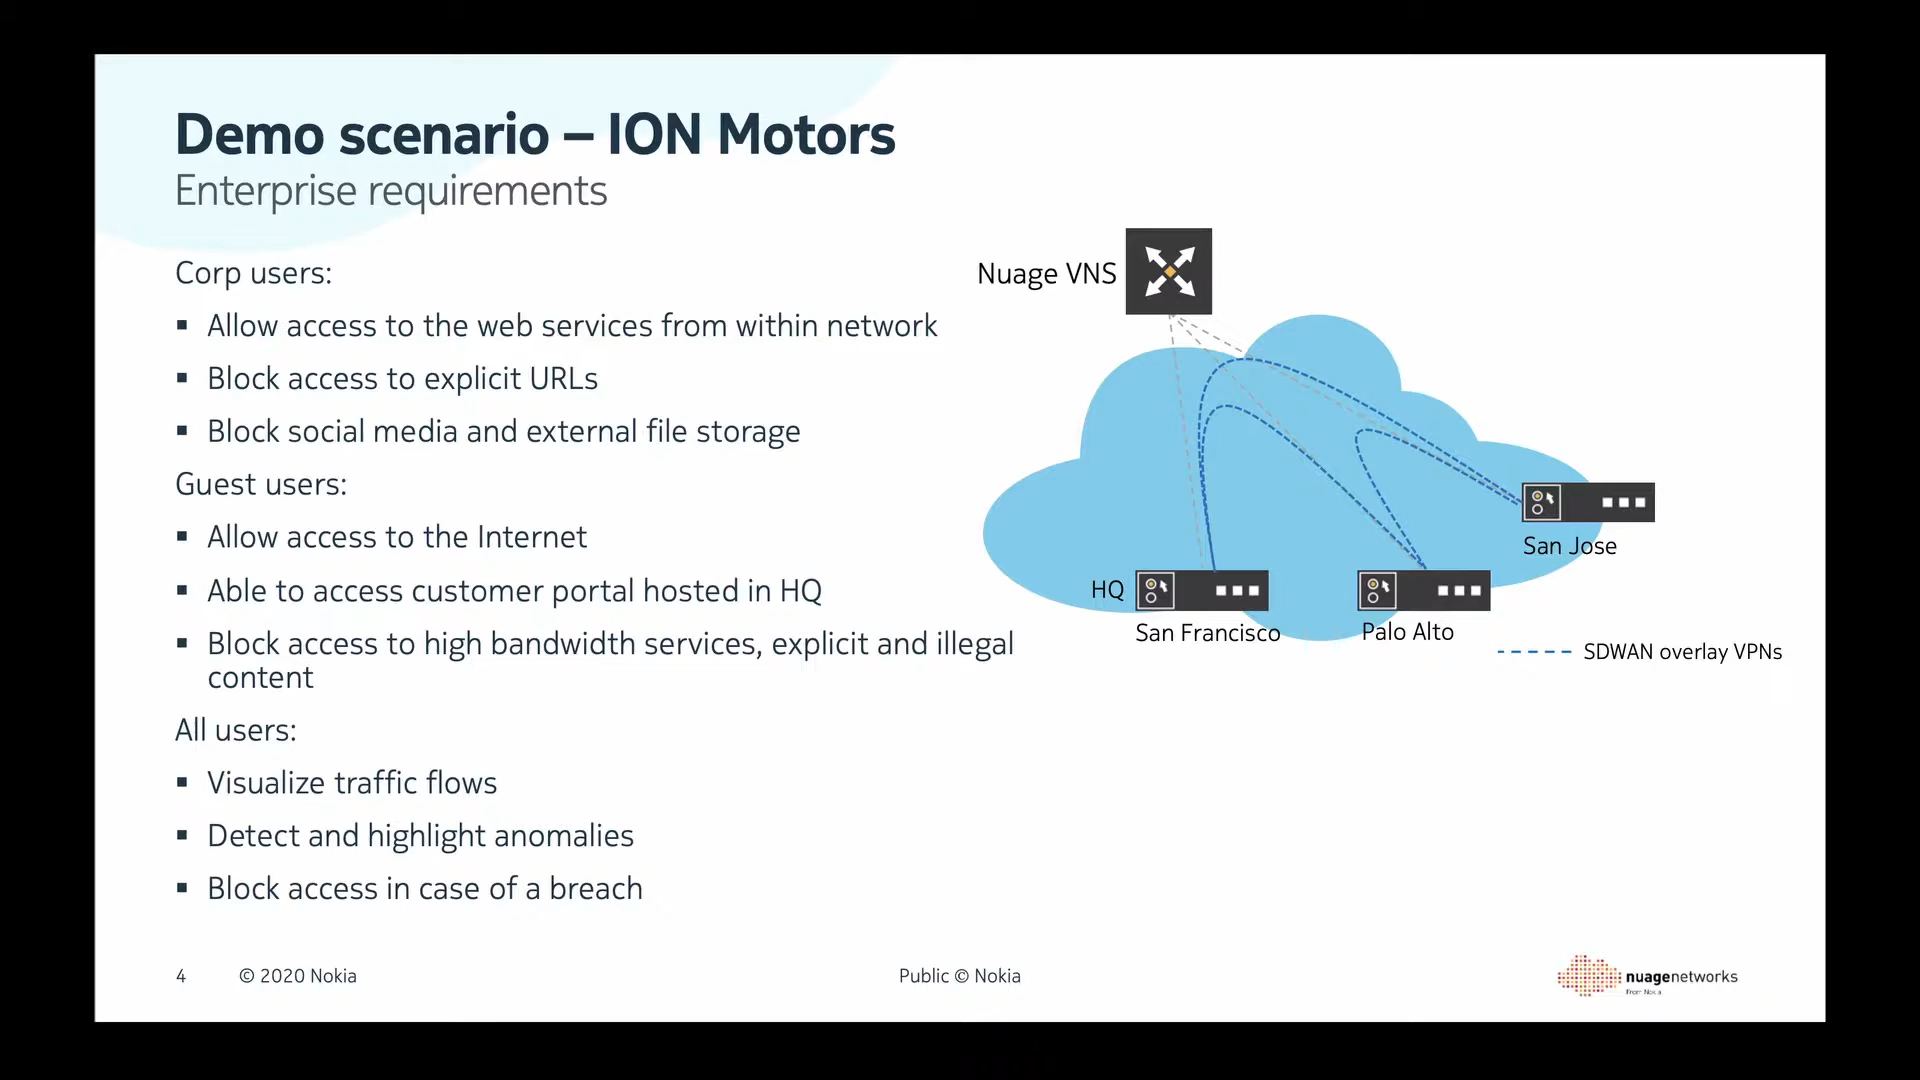 Demo scenario – ION Motors
Enterprise requirements
Corp users:
▪ Allow access to the web services from within network
▪ Block access to explicit URLs
▪ Block social media and external file storage
Guest users:
▪ Allow access to the Internet
▪ Able to access customer portal hosted in HQ
▪ Block access to high bandwidth services, explicit and illegal
content
All users:
▪ Visualize traffic flows
▪ Detect and highlight anomalies
▪ Block access in case of a breach
Nuage VNS
San Jose
HQ
San Francisco
Palo Alto
SDWAN overlay VPNs
4
© 2020 Nokia
Public © Nokia
nuagenetworks
From Nokia